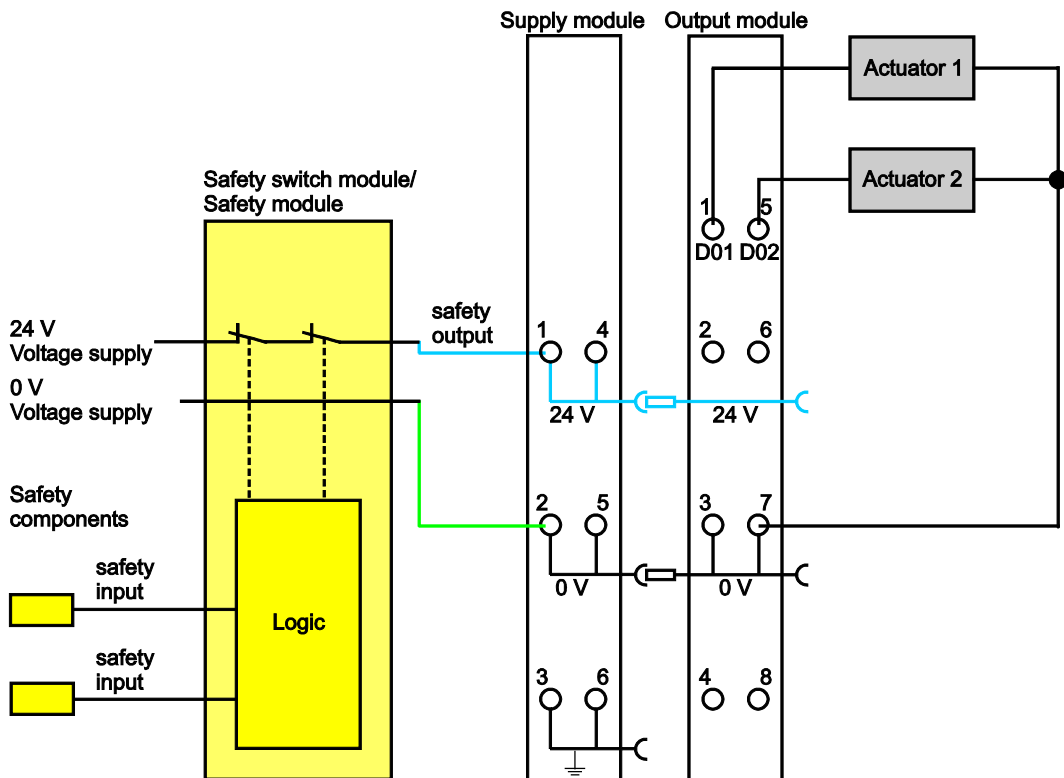 Supply module
Output module
Actuator 1
Actuator 2
Safety switch module/
Safety module
1
5
D01
D02
24 V
Voltage supply
safety
output
1
4
2
6
0 V
Voltage supply
24 V
24 V
Safety
components
2
5
3
7
safety
input
0 V
0 V
Logic
safety
input
3
6
4
8